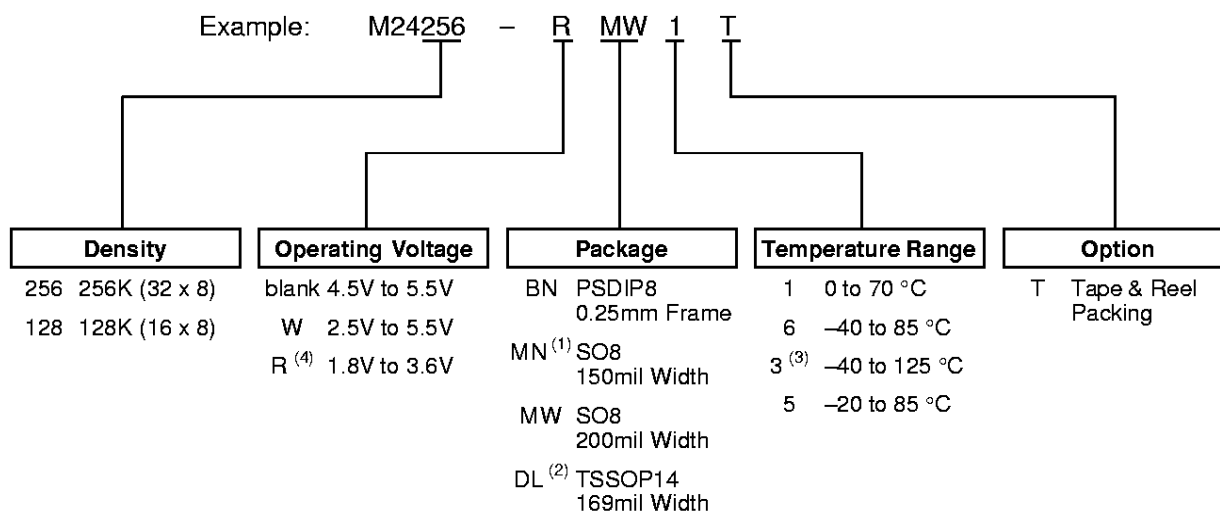 Example: M24256 – R MW 1 T
Density
256 256K (32 x 8)
128 128K (16 x 8)
Operating Voltage
blank 4.5V to 5.5V
W 2.5V to 5.5V
R (4) 1.8V to 3.6V
Package
BN PSDIP8
0.25mm Frame
MN (1) SO8
150mil Width
MW SO8
200mil Width
DL (2) TSSOP14
169mil Width
Temperature Range
1 0 to 70 °C
6 –40 to 85 °C
3 (3) –40 to 125 °C
5 –20 to 85 °C
Option
T Tape & Reel
Packing